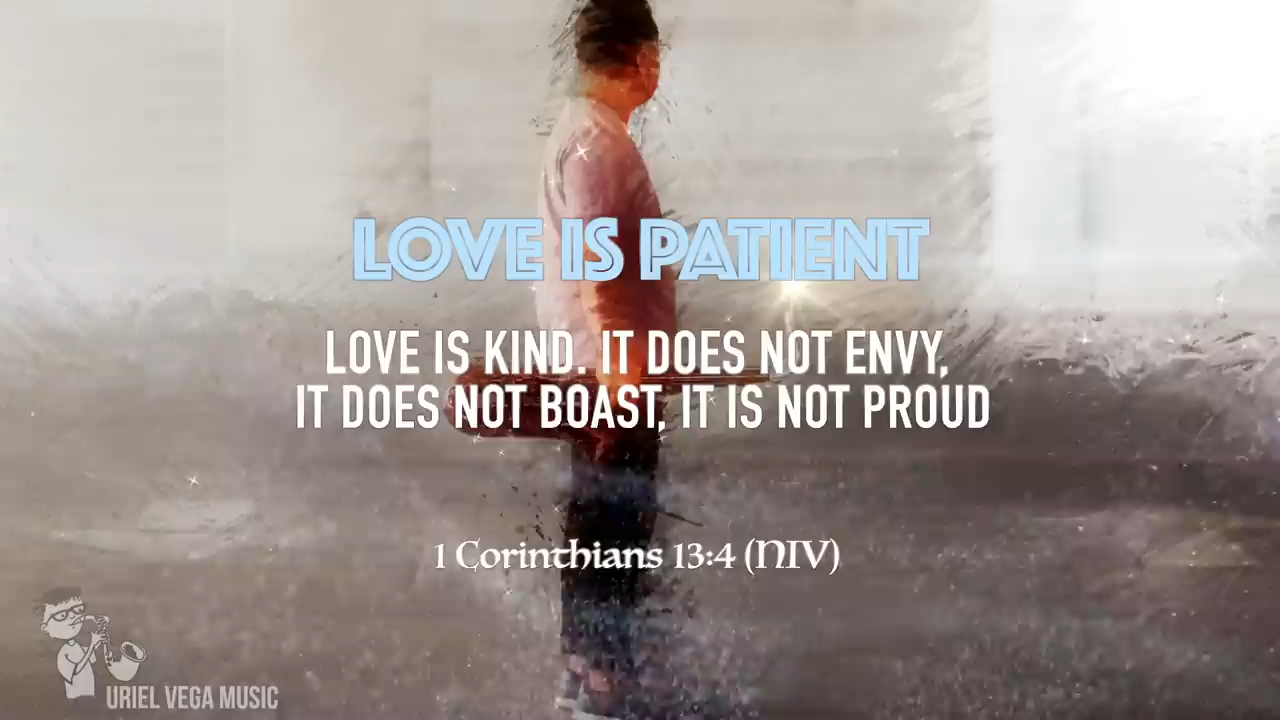 LOVE IS PATIENT
LOVE IS KIND. IT DOES NOT ENVY,
IT DOES NOT BOAST, IT IS NOT PROUD
1 Corinthians 13:4 (NIV)
URIEL VEGA MUSIC